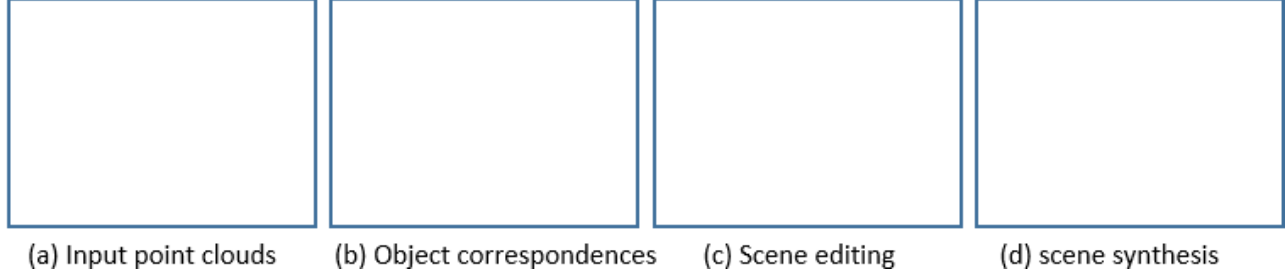 (a) Input point clouds
(b) Object correspondences
(c) Scene editing
(d) scene synthesis